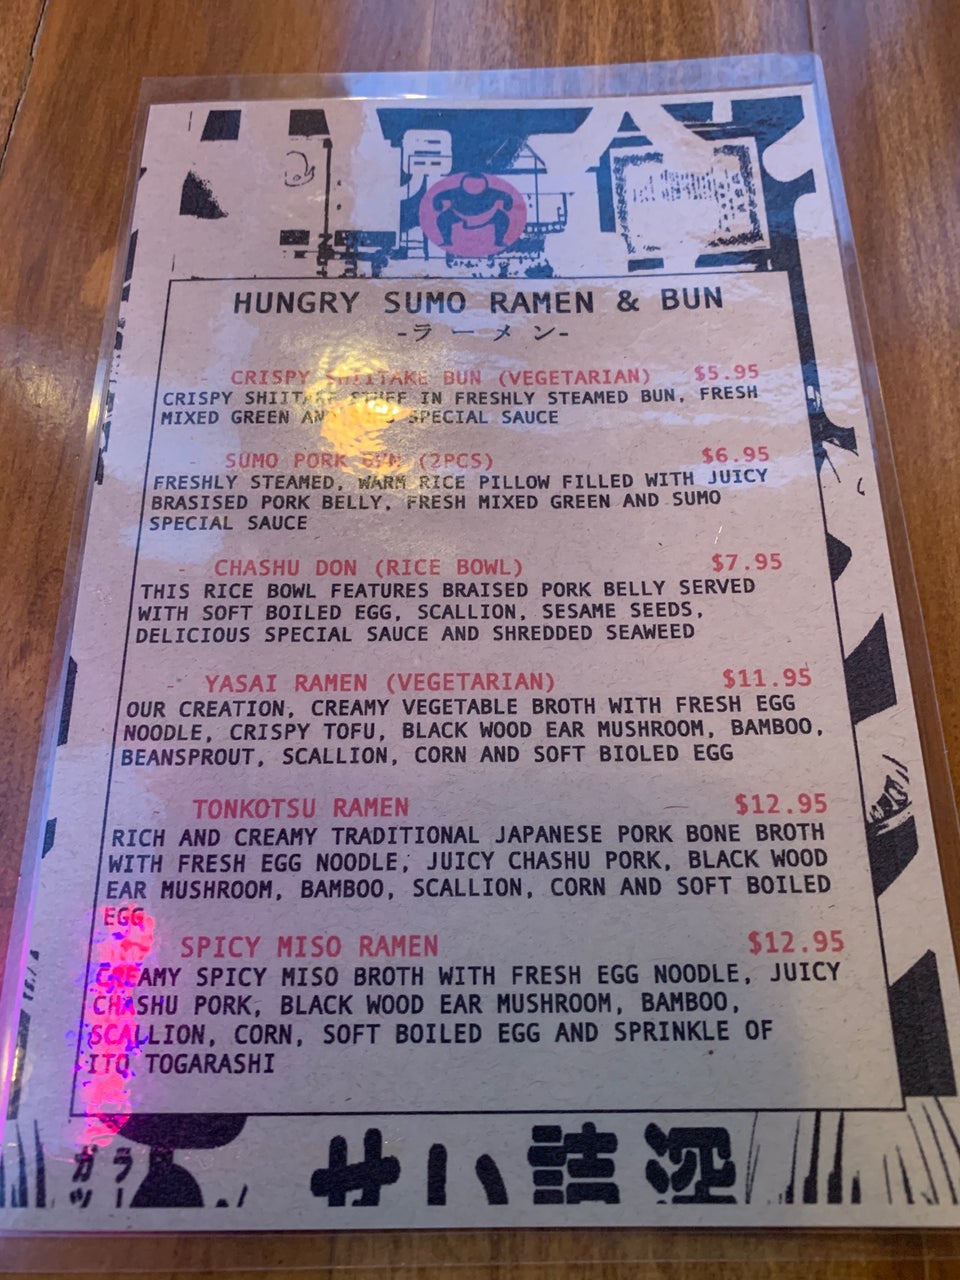 HUNGRY SUMO RAMEN & BUN
-ラーメン-
CRISPY SHIITAKE BUN (VEGETARIAN) $5.95
CRISPY SHIITAKE STUFF IN FRESHLY STEAMED BUN, FRESH
MIXED GREEN AND SPECIAL SAUCE
SUMO PORK BUN (2PCS) $6.95
FRESHLY STEAMED, WARM RICE PILLOW FILLED WITH JUICY
BRASISED PORK BELLY, FRESH MIXED GREEN AND SUMO
SPECIAL SAUCE
CHASHU DON (RICE BOWL) $7.95
THIS RICE BOWL FEATURES BRAISED PORK BELLY SERVED
WITH SOFT BOILED EGG, SCALLION, SESAME SEEDS,
DELICIOUS SPECIAL SAUCE AND SHREDDED SEAWEED
YASAI RAMEN (VEGETARIAN) $11.95
OUR CREATION, CREAMY VEGETABLE BROTH WITH FRESH EGG
NOODLE, CRISPY TOFU, BLACK WOOD EAR MUSHROOM, BAMBOO,
BEANSPROUT, SCALLION, CORN AND SOFT BIOLED EGG
TONKOTSU RAMEN $12.95
RICH AND CREAMY TRADITIONAL JAPANESE PORK BONE BROTH
WITH FRESH EGG NOODLE, JUICY CHASHU PORK, BLACK WOOD
EAR MUSHROOM, BAMBOO, SCALLION, CORN AND SOFT BOILED
EGG
SPICY MISO RAMEN $12.95
CREAMY SPICY MISO BROTH WITH FRESH EGG NOODLE, JUICY
CHASHU PORK, BLACK WOOD EAR MUSHROOM, BAMBOO,
SCALLION, CORN, SOFT BOILED EGG AND SPRINKLE OF
ITO TOGARASHI